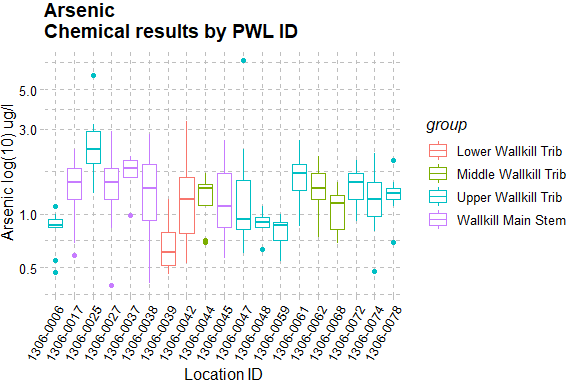 Arsenic
Chemical results by PWL ID
Arsenic log(10) ug/l
5.0
3.0
1.0
0.5
1306-0006
1306-0017
1306-0025
1306-0027
1306-0037
1306-0038
1306-0039
1306-0042
1306-0044
1306-0045
1306-0047
1306-0048
1306-0059
1306-0061
1306-0062
1306-0068
1306-0072
1306-0074
1306-0078
Location ID
group
Lower Wallkill Trib
Middle Wallkill Trib
Upper Wallkill Trib
Wallkill Main Stem